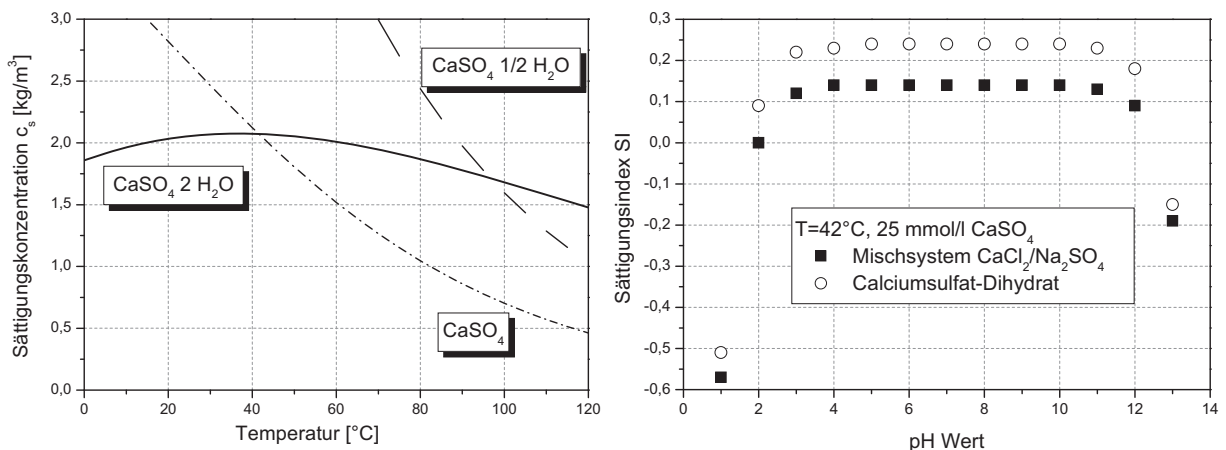 Sättigungskonzentration c_s [kg/m³]
3,0
2,5
2,0
1,5
1,0
0,5
0,0
CaSO₄ 1/2 H₂O
CaSO₄ 2 H₂O
CaSO₄
0 20 40 60 80 100 120
Temperatur [°C]
Sättigungsindex SI
0,3
0,2
0,1
0,0
-0,1
-0,2
-0,3
-0,4
-0,5
-0,6
T=42°C, 25 mmol/l CaSO₄
Mischsystem CaCl₂/Na₂SO₄
Calciumsulfat-Dihydrat
0 2 4 6 8 10 12 14
pH Wert